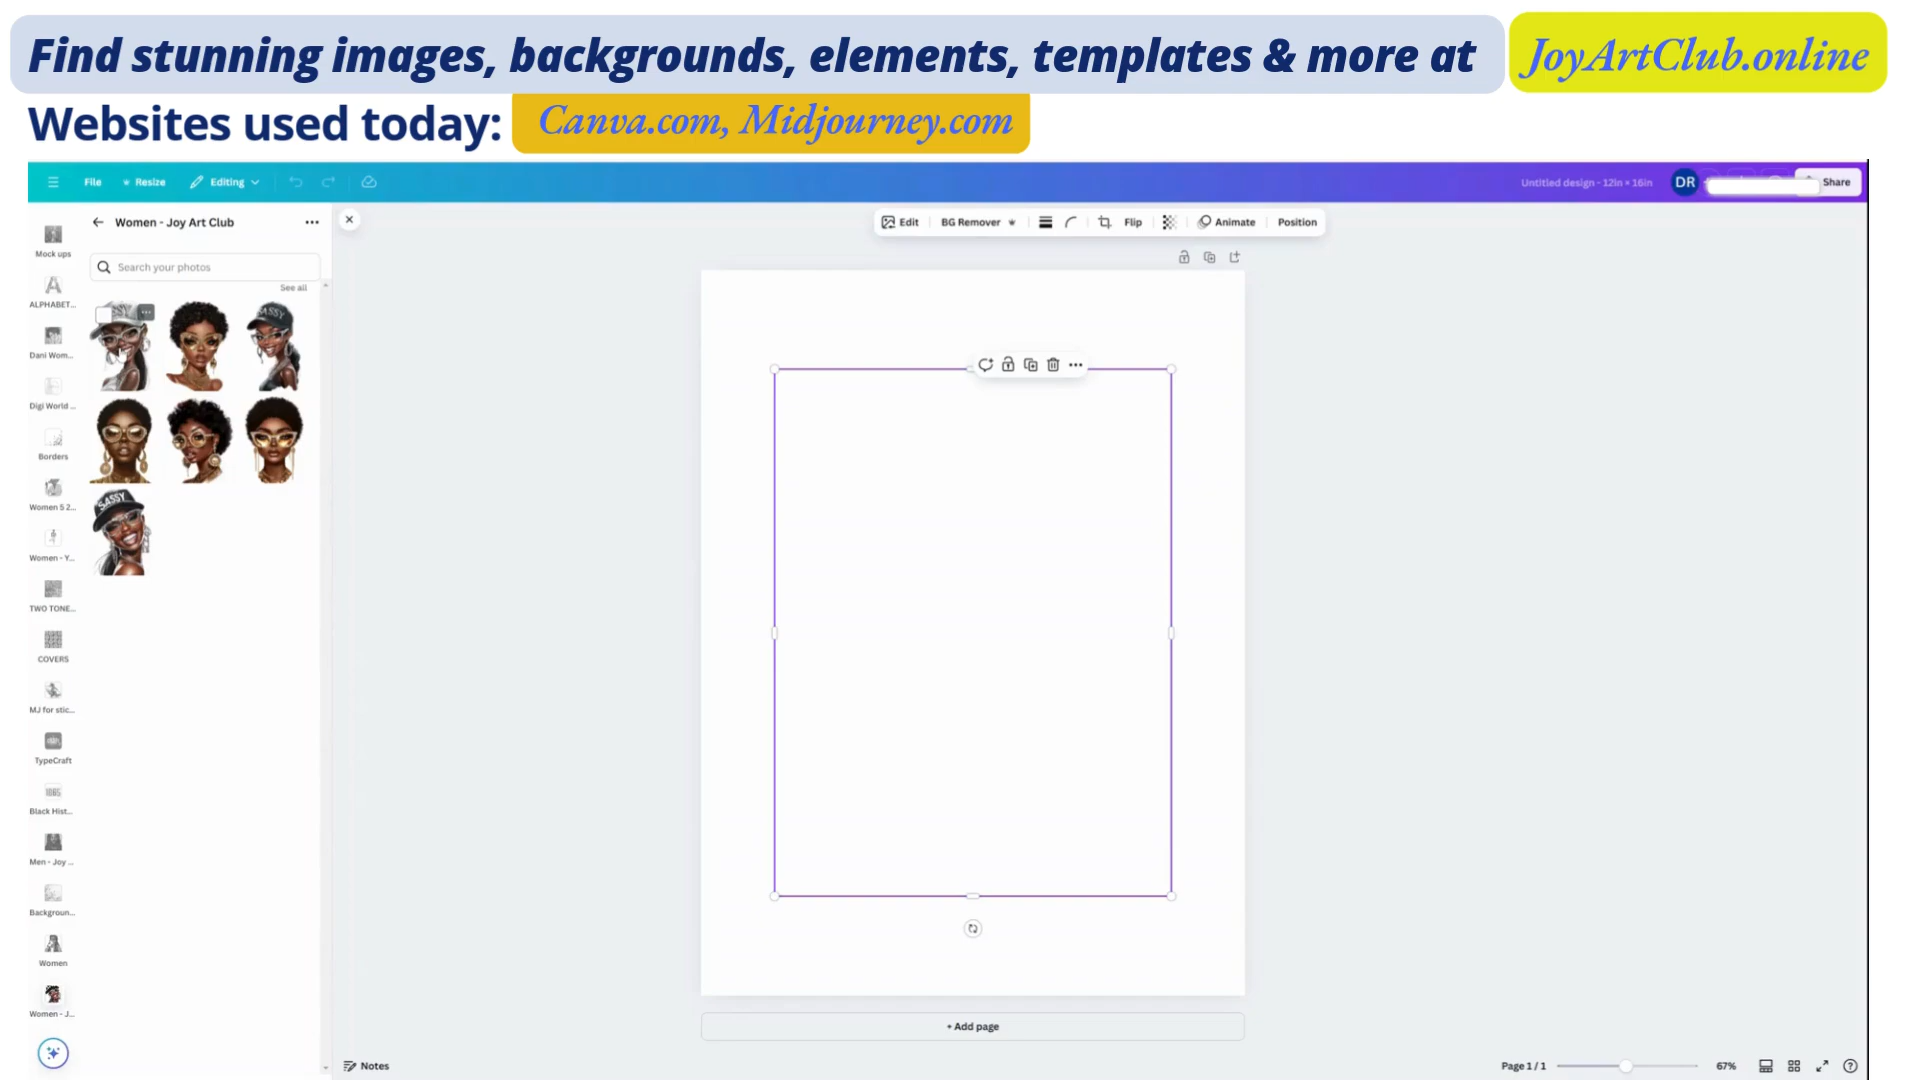 Find stunning images, backgrounds, elements, templates & more at JoyArtClub.online
Websites used today: Canva.com, Midjourney.com
File Resize Editing Untitled design - 12in × 16in DR Share
Women - Joy Art Club
Edit BG Remover Flip Animate Position
Search your photos
See all
Mock ups
ALPHABET...
Dani Wom...
Digi World ...
Borders
Women 5 2...
Women - Y...
TWO TONE...
COVERS
MJ for stic...
TypeCraft
1865
Black Hist...
Men - Joy ...
Backgroun...
Women
Women - J...
SASSY
SASSY
+ Add page
Notes
Page 1 / 1
67%